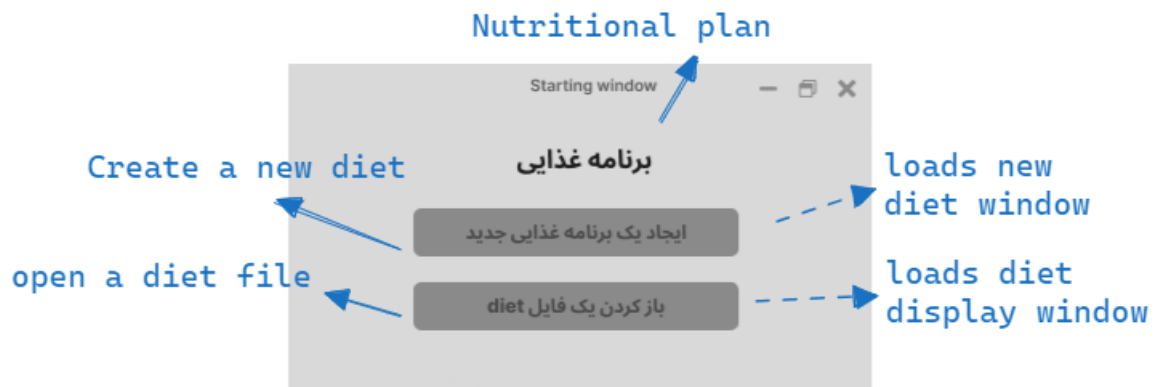 Nutritional plan
Starting window
برنامه غذایی
Create a new diet
loads new
diet window
ایجاد یک برنامه غذایی جدید
open a diet file
loads diet
display window
باز کردن یک فایل diet